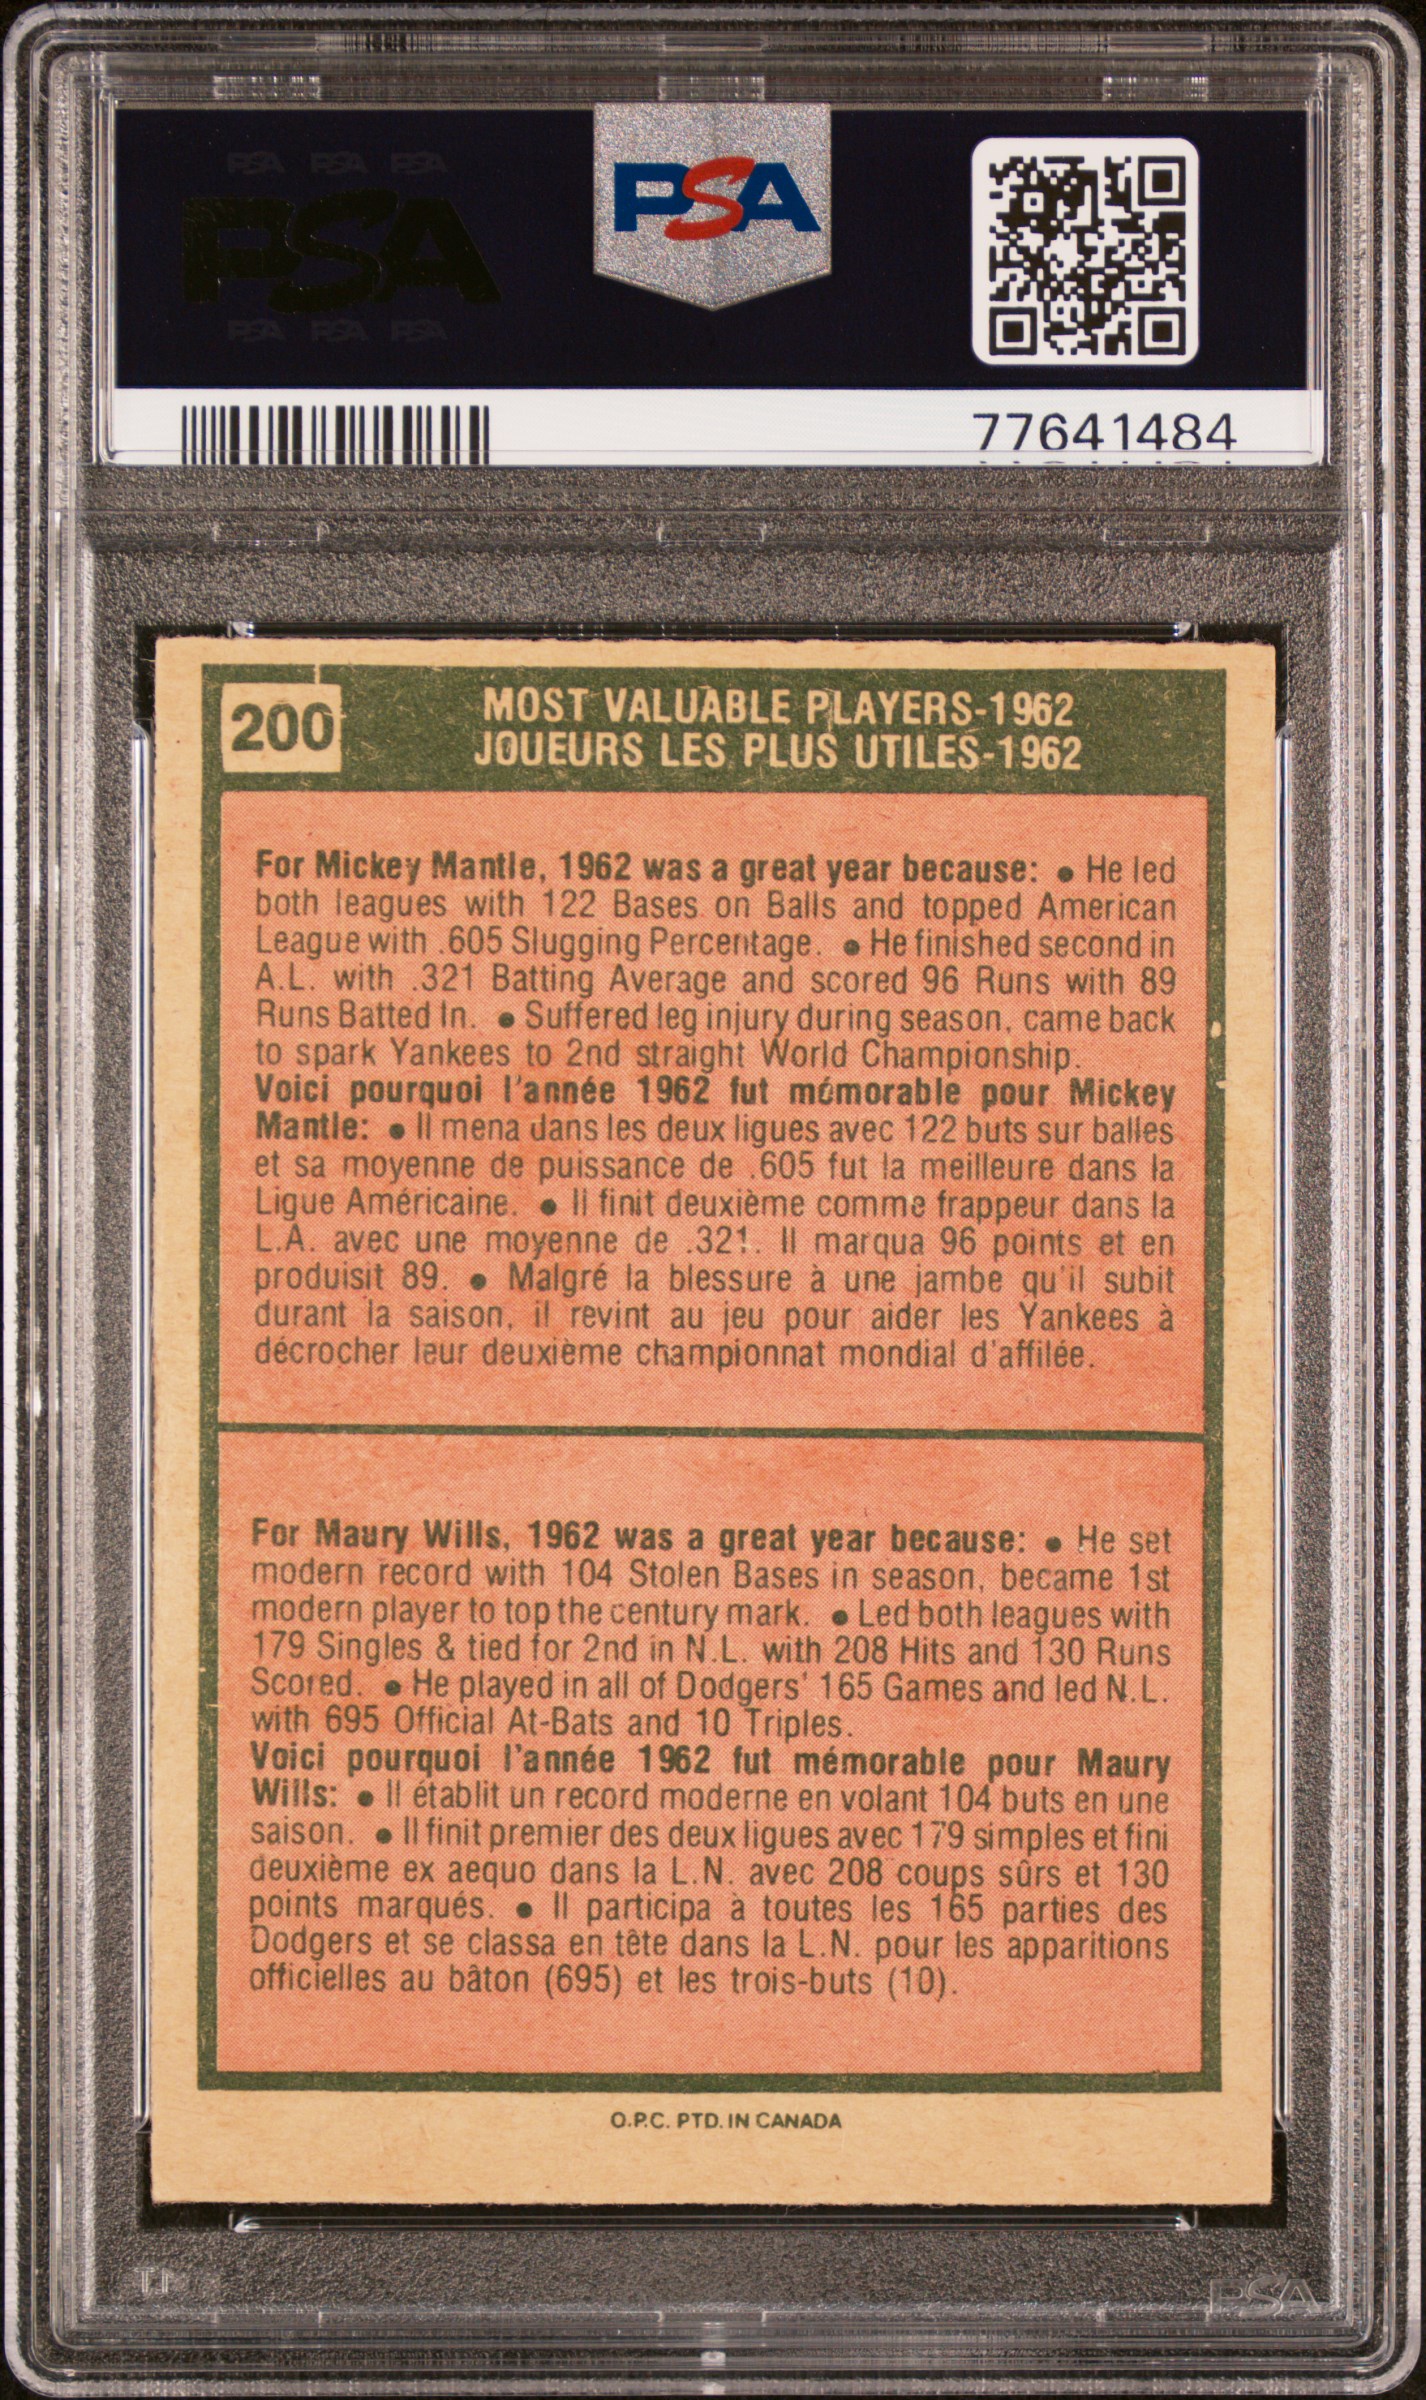 PSA PSA PSA
PSA
PSA PSA PSA
PSA
77641484
200
MOST VALUABLE PLAYERS-1962
JOUEURS LES PLUS UTILES-1962
For Mickey Mantle, 1962 was a great year because: • He led
both leagues with 122 Bases on Balls and topped American
League with .605 Slugging Percentage. • He finished second in
A.L. with .321 Batting Average and scored 96 Runs with 89
Runs Batted In. • Suffered leg injury during season, came back
to spark Yankees to 2nd straight World Championship.
Voici pourquoi l'année 1962 fut mémorable pour Mickey
Mantle: • Il mena dans les deux ligues avec 122 buts sur balles
et sa moyenne de puissance de .605 fut la meilleure dans la
Ligue Américaine. • Il finit deuxième comme frappeur dans la
L.A. avec une moyenne de .321. Il marqua 96 points et en
produisit 89. • Malgré la blessure à une jambe qu'il subit
durant la saison, il revint au jeu pour aider les Yankees à
décrocher leur deuxième championnat mondial d'affilée.
For Maury Wills, 1962 was a great year because: • He set
modern record with 104 Stolen Bases in season, became 1st
modern player to top the century mark. • Led both leagues with
179 Singles & tied for 2nd in N.L. with 208 Hits and 130 Runs
Scored. • He played in all of Dodgers' 165 Games and led N.L.
with 695 Official At-Bats and 10 Triples.
Voici pourquoi l'année 1962 fut mémorable pour Maury
Wills: • Il établit un record moderne en volant 104 buts en une
saison. • Il finit premier des deux ligues avec 179 simples et fini
deuxième ex aequo dans la L.N. avec 208 coups sûrs et 130
points marqués. • Il participa à toutes les 165 parties des
Dodgers et se classa en tête dans la L.N. pour les apparitions
officielles au bâton (695) et les trois-buts (10).
O.P.C. PTD. IN CANADA
PSA